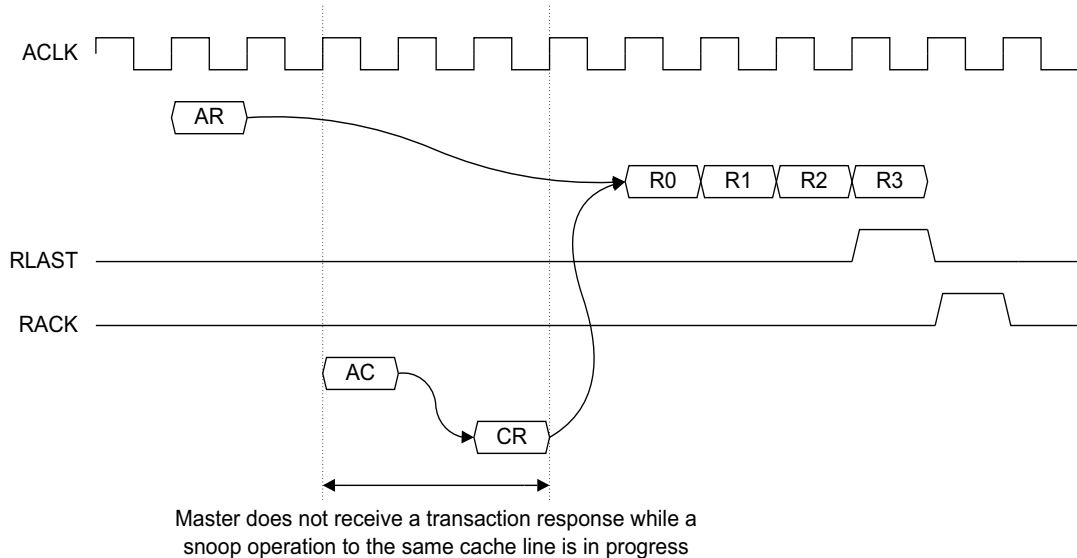 ACLK
AR
R0 R1 R2 R3
RLAST
RACK
AC
CR
Master does not receive a transaction response while a
snoop operation to the same cache line is in progress